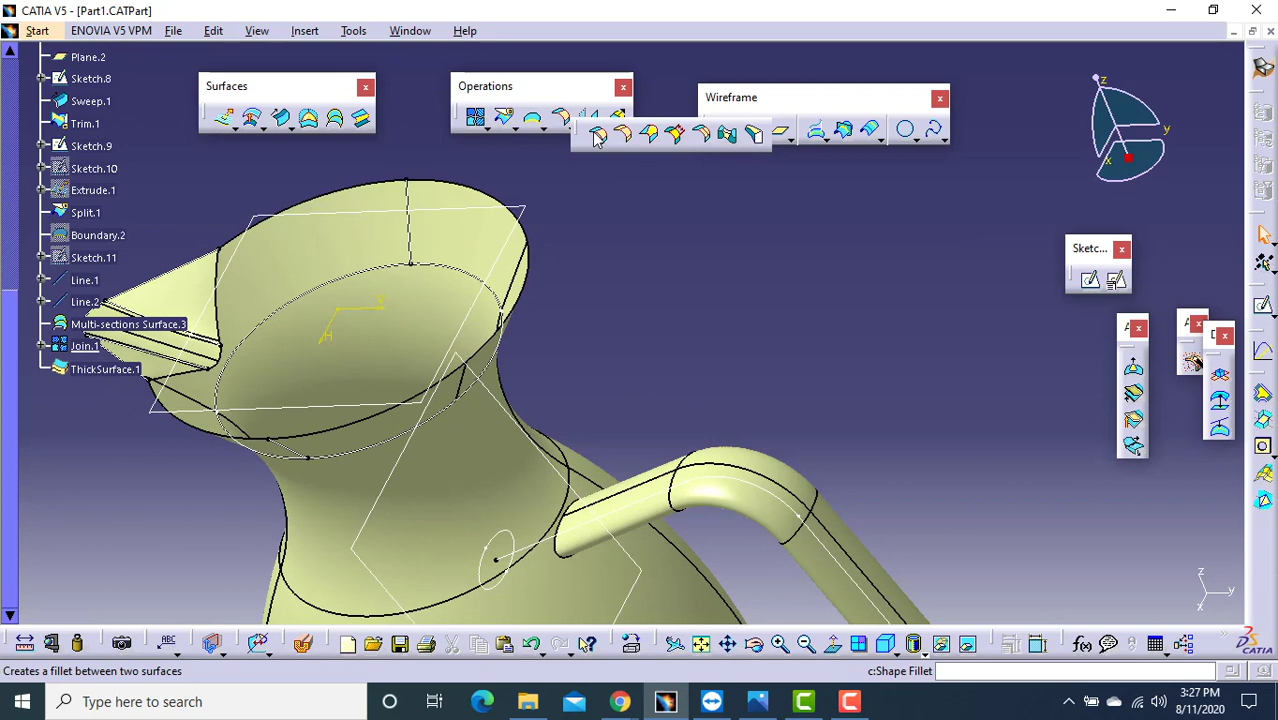 CATIA V5 - [Part1.CATPart]
Start ENOVIA V5 VPM File Edit View Insert Tools Window Help
Plane.2
Sketch.8
Sweep.1
Trim.1
Sketch.9
Sketch.10
Extrude.1
Split.1
Boundary.2
Sketch.11
Line.1
Line.2
Multi-sections Surface.3
Join.1
ThickSurface.1
Surfaces
Operations
Wireframe
z
y
x
Sketc...
A
A
D
V
H
z
y
x
ABC
f(x)
CATIA
Creates a fillet between two surfaces
c:Shape Fillet
Type here to search
3:27 PM
8/11/2020